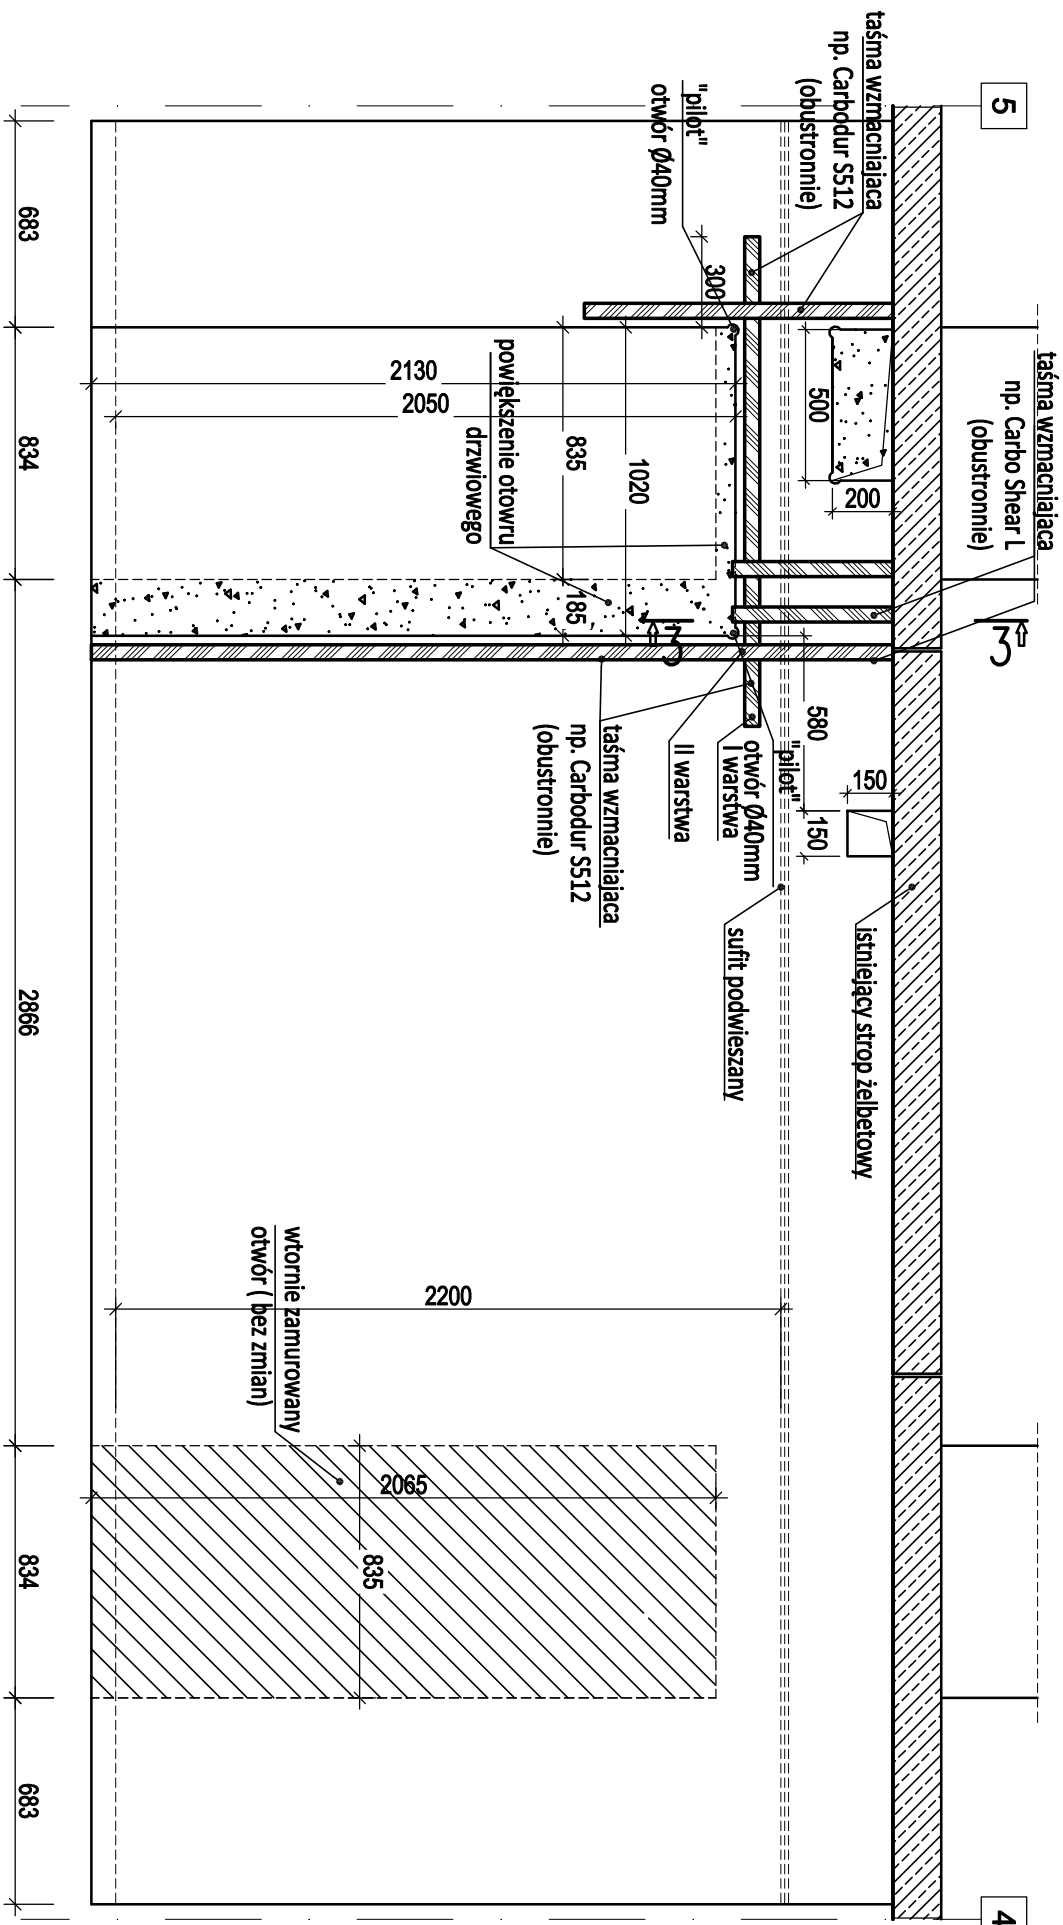 5
4
taśma wzmacniająca
np. Carbodur S512
(obustronnie)
"pilot"
otwór Ø40mm
taśma wzmacniająca
np. Carbo Shear L
(obustronnie)
300
500
200
2130
2050
835
1020
185
powiększenie otowru
drzwiowego
3
3
580
150
150
"pilot"
otwór Ø40mm
I warstwa
II warstwa
taśma wzmacniająca
np. Carbodur S512
(obustronnie)
sufit podwieszany
istniejący strop żelbetowy
2200
wtornie zamurowany
otwór ( bez zmian)
2065
835
683
834
2866
834
683